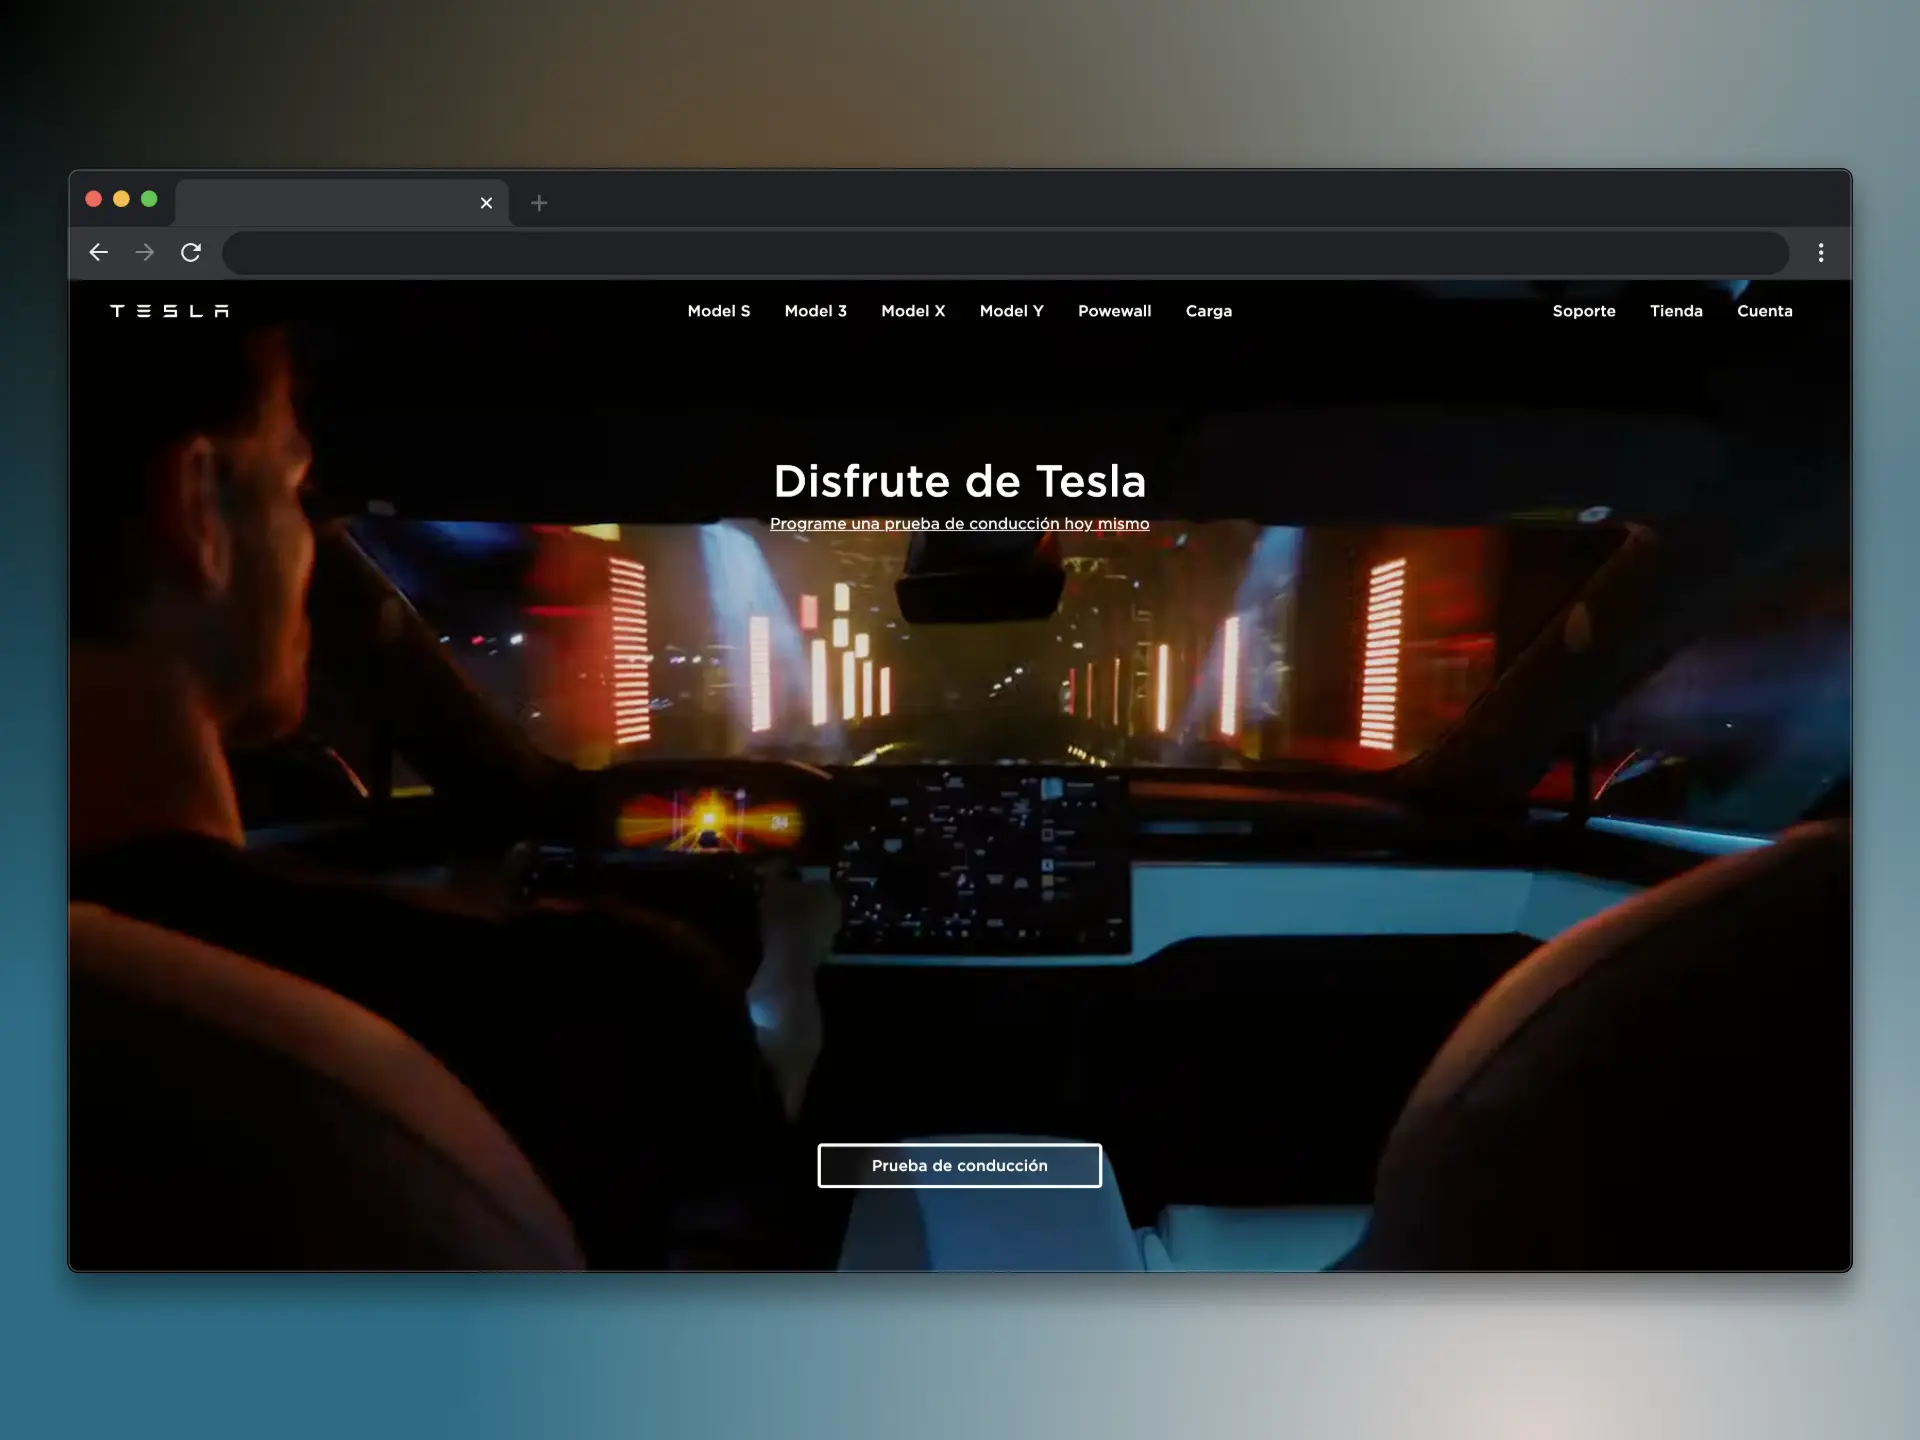 TESLA
Model S Model 3 Model X Model Y Powewall Carga
Soporte Tienda Cuenta
Disfrute de Tesla
Programe una prueba de conducción hoy mismo
34
Prueba de conducción